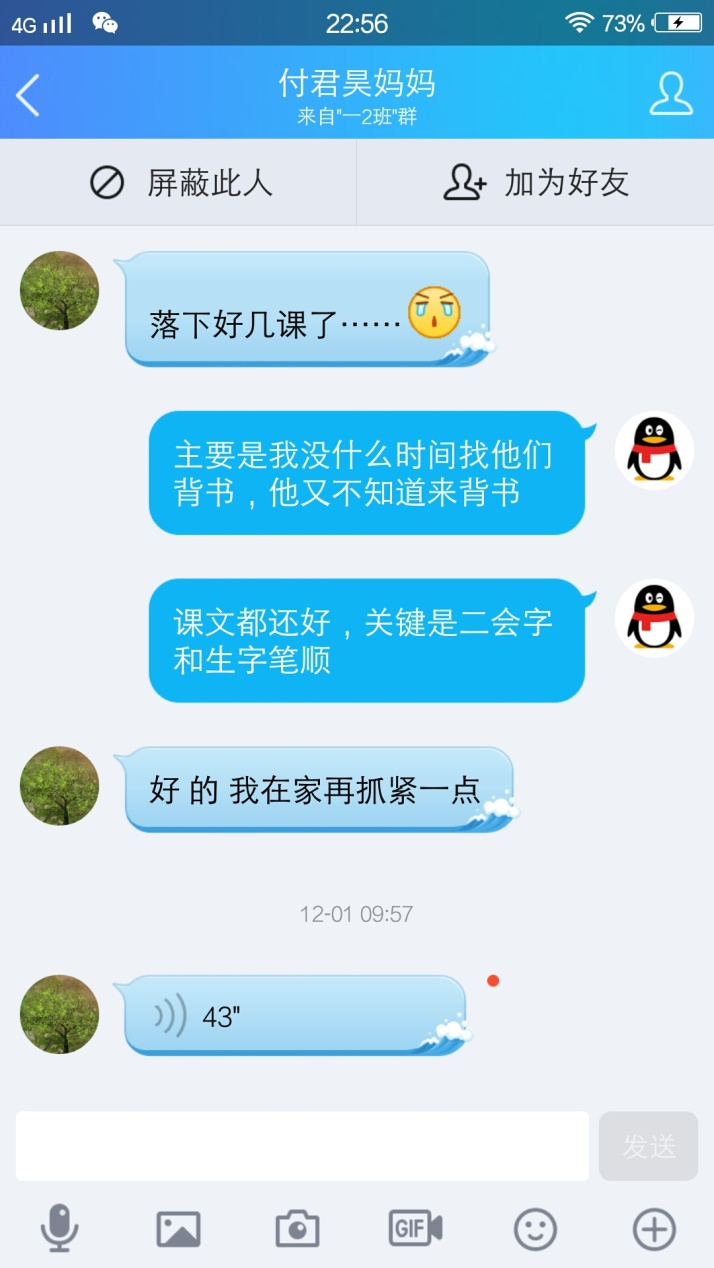 4G 22:56 73%
付君昊妈妈
来自"一2班"群
屏蔽此人 加为好友
落下好几课了……
主要是我没什么时间找他们
背书，他又不知道来背书
课文都还好，关键是二会字
和生字笔顺
好 的 我在家再抓紧一点
12-01 09:57
43"
发送
GIF